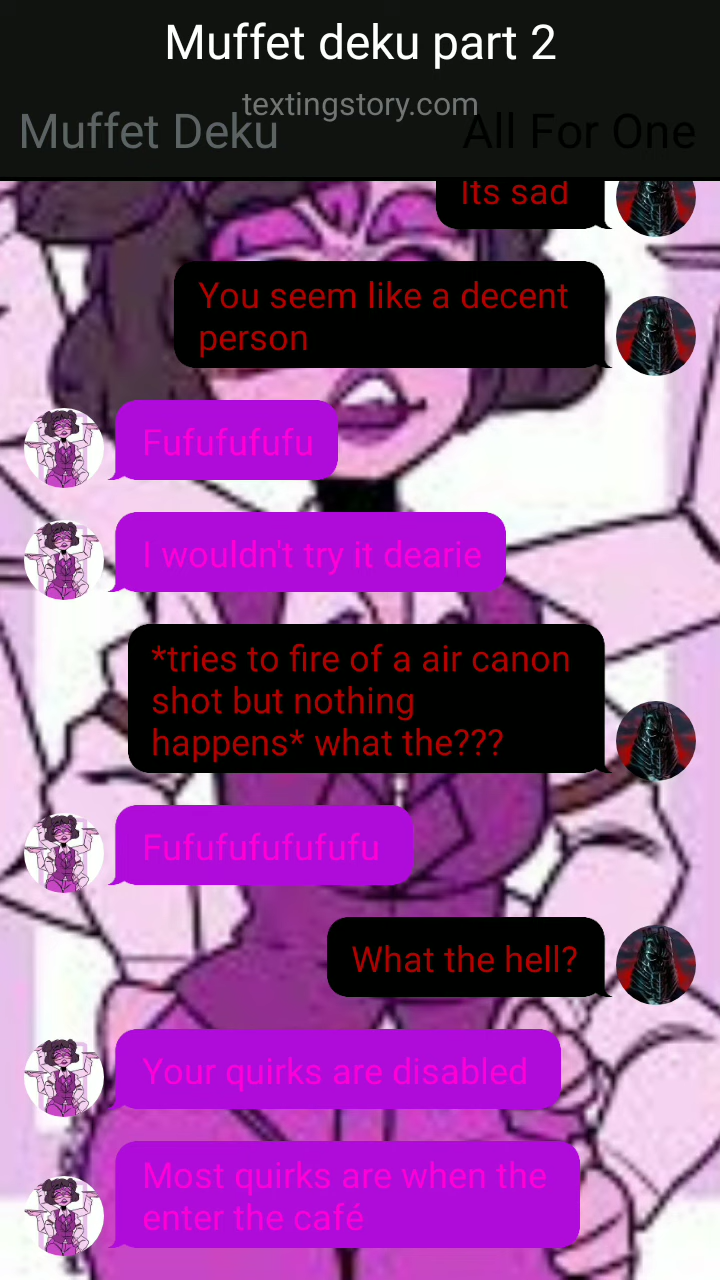 Muffet deku part 2
textingstory.com
Muffet Deku
All For One
Its sad
You seem like a decent
person
Fufufufufu
I wouldn't try it dearie
*tries to fire of a air canon
shot but nothing
happens* what the???
Fufufufufufufu
What the hell?
Your quirks are disabled
Most quirks are when the
enter the café